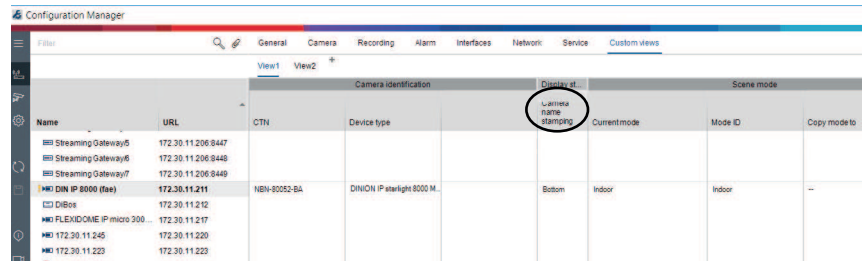 Configuration Manager
Filter General Camera Recording Alarm Interfaces Network Service Custom views
View1 View2 +
Camera identification Display st... Scene mode
Name URL CTN Device type Camera name stamping Current mode Mode ID Copy mode to
Streaming Gateway/5 172.30.11.206:8447
Streaming Gateway/6 172.30.11.206:8448
Streaming Gateway/7 172.30.11.206:8449
DIN IP 8000 (fae) 172.30.11.211 NBN-80052-BA DINION IP starlight 8000 M... Bottom Indoor Indoor --
DiBos 172.30.11.212
FLEXIDOME IP micro 300... 172.30.11.217
172.30.11.245 172.30.11.220
172.30.11.223 172.30.11.223